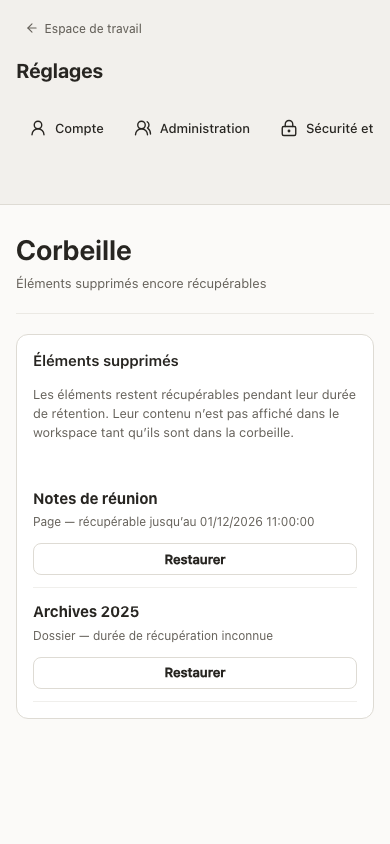 Espace de travail
Réglages
Compte
Administration
Sécurité et
Corbeille
Éléments supprimés encore récupérables
Éléments supprimés
Les éléments restent récupérables pendant leur durée
de rétention. Leur contenu n’est pas affiché dans le
workspace tant qu’ils sont dans la corbeille.
Notes de réunion
Page — récupérable jusqu’au 01/12/2026 11:00:00
Restaurer
Archives 2025
Dossier — durée de récupération inconnue
Restaurer